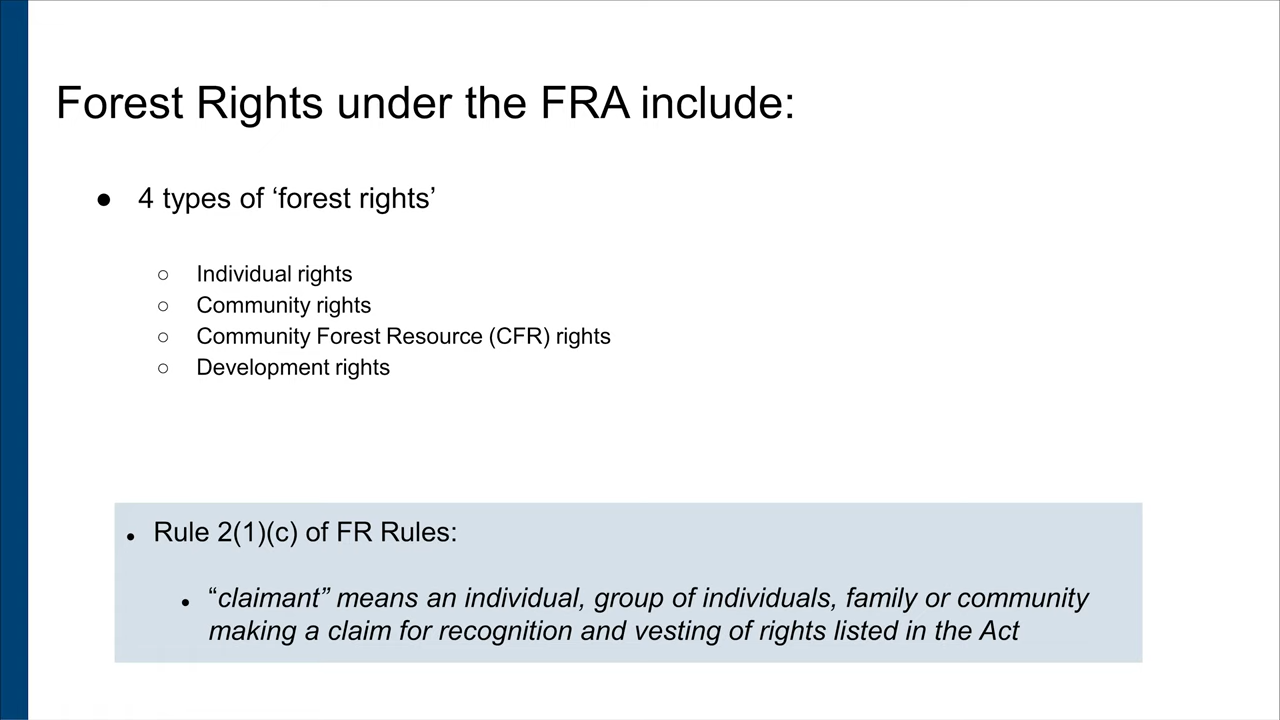 Forest Rights under the FRA include:
● 4 types of ‘forest rights’
○ Individual rights
○ Community rights
○ Community Forest Resource (CFR) rights
○ Development rights
● Rule 2(1)(c) of FR Rules:
● “claimant” means an individual, group of individuals, family or community
making a claim for recognition and vesting of rights listed in the Act